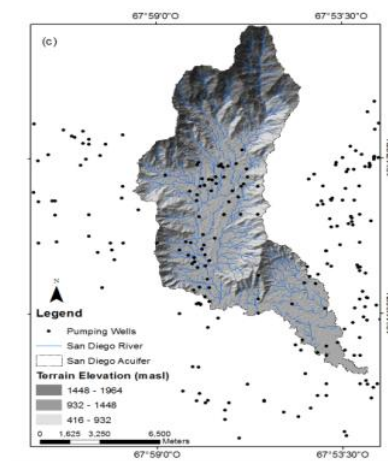 67°59'0"O 67°53'30"O
(c)
N
Legend
Pumping Wells
San Diego River
San Diego Acuifer
Terrain Elevation (masl)
1448 - 1964
932 - 1448
416 - 932
0 1,625 3,250 6,500
Meters
67°59'0"O 67°53'30"O